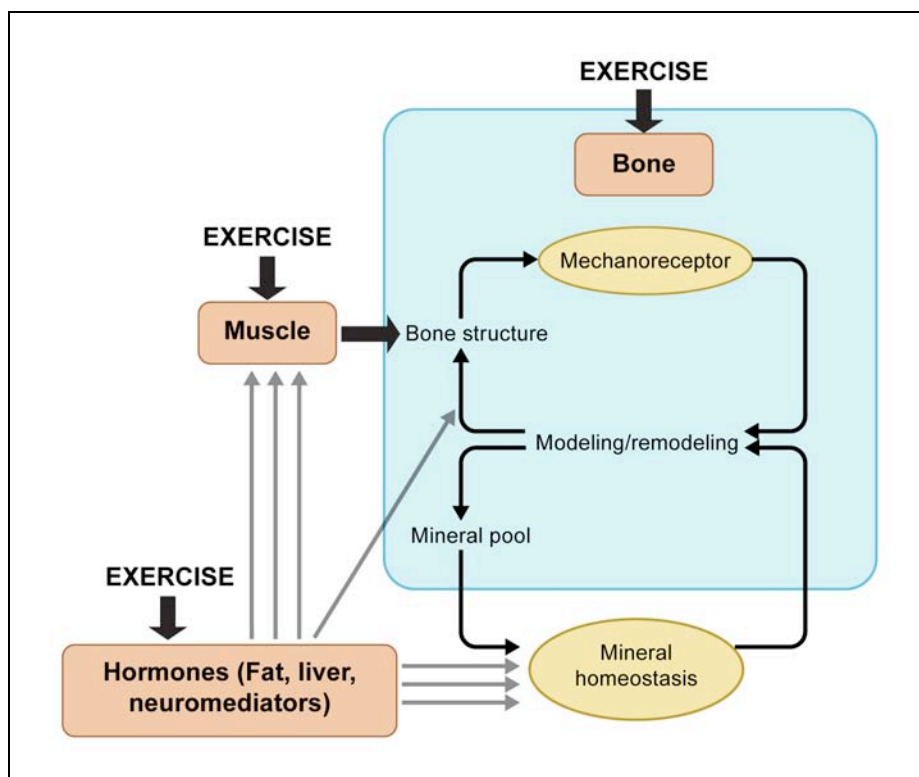 EXERCISE
Bone
EXERCISE
Mechanoreceptor
Muscle
Bone structure
Modeling/remodeling
Mineral pool
EXERCISE
Hormones (Fat, liver,
neuromediators)
Mineral
homeostasis